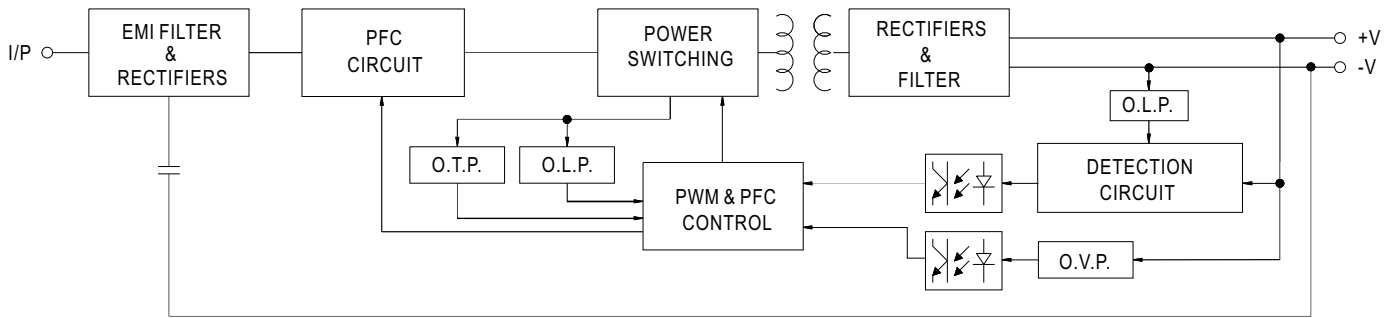 I/P
EMI FILTER
&
RECTIFIERS
PFC
CIRCUIT
POWER
SWITCHING
RECTIFIERS
&
FILTER
+V
-V
O.L.P.
O.T.P.
O.L.P.
DETECTION
CIRCUIT
PWM & PFC
CONTROL
O.V.P.